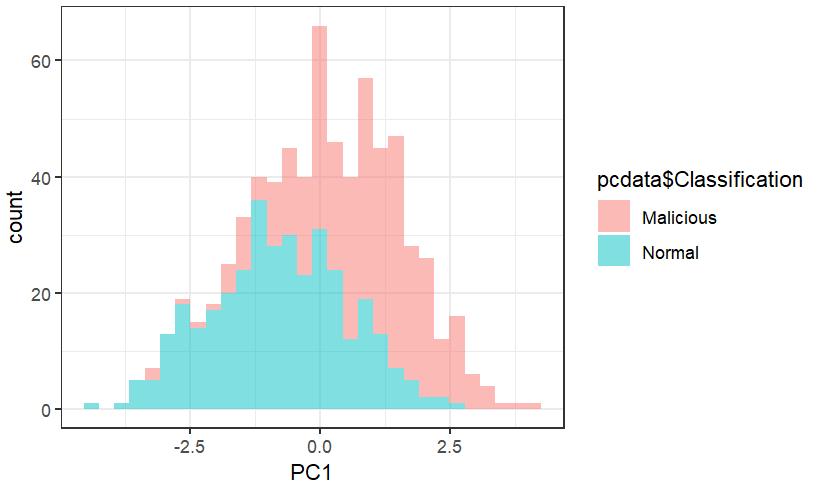 60
40
20
0
count
-2.5 0.0 2.5
PC1
pcdata$Classification
Malicious
Normal